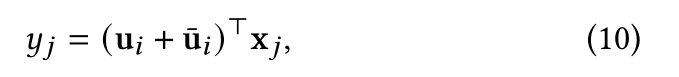 y_j = (𝐮_i + 𝐮̄_i)^⊤ 𝐱_j, (10)